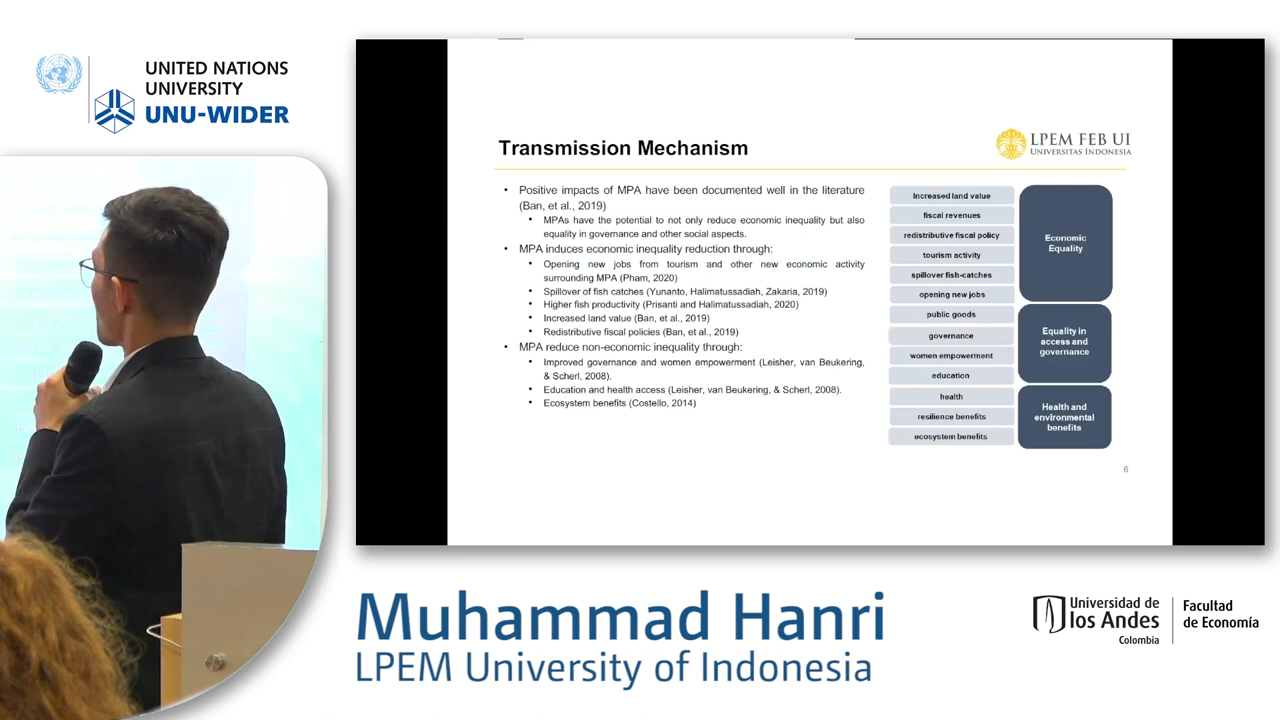 UNITED NATIONS
UNIVERSITY
UNU-WIDER
Transmission Mechanism
LPEM FEB UI
UNIVERSITAS INDONESIA
• Positive impacts of MPA have been documented well in the literature
(Ban, et al., 2019)
• MPAs have the potential to not only reduce economic inequality but also
equality in governance and other social aspects.
• MPA induces economic inequality reduction through:
• Opening new jobs from tourism and other new economic activity
surrounding MPA (Pham, 2020)
• Spillover of fish catches (Yunanto, Halimatussadiah, Zakaria, 2019)
• Higher fish productivity (Prisanti and Halimatussadiah, 2020)
• Increased land value (Ban, et al., 2019)
• Redistributive fiscal policies (Ban, et al., 2019)
• MPA reduce non-economic inequality through:
• Improved governance and women empowerment (Leisher, van Beukering,
& Scherl, 2008).
• Education and health access (Leisher, van Beukering, & Scherl, 2008).
• Ecosystem benefits (Costello, 2014)
Increased land value
fiscal revenues
redistributive fiscal policy
tourism activity
spillover fish-catches
opening new jobs
public goods
governance
women empowerment
education
health
resilience benefits
ecosystem benefits
Economic
Equality
Equality in
access and
governance
Health and
environmental
benefits
6
Muhammad Hanri
LPEM University of Indonesia
Universidad de
los Andes
Colombia
Facultad
de Economía